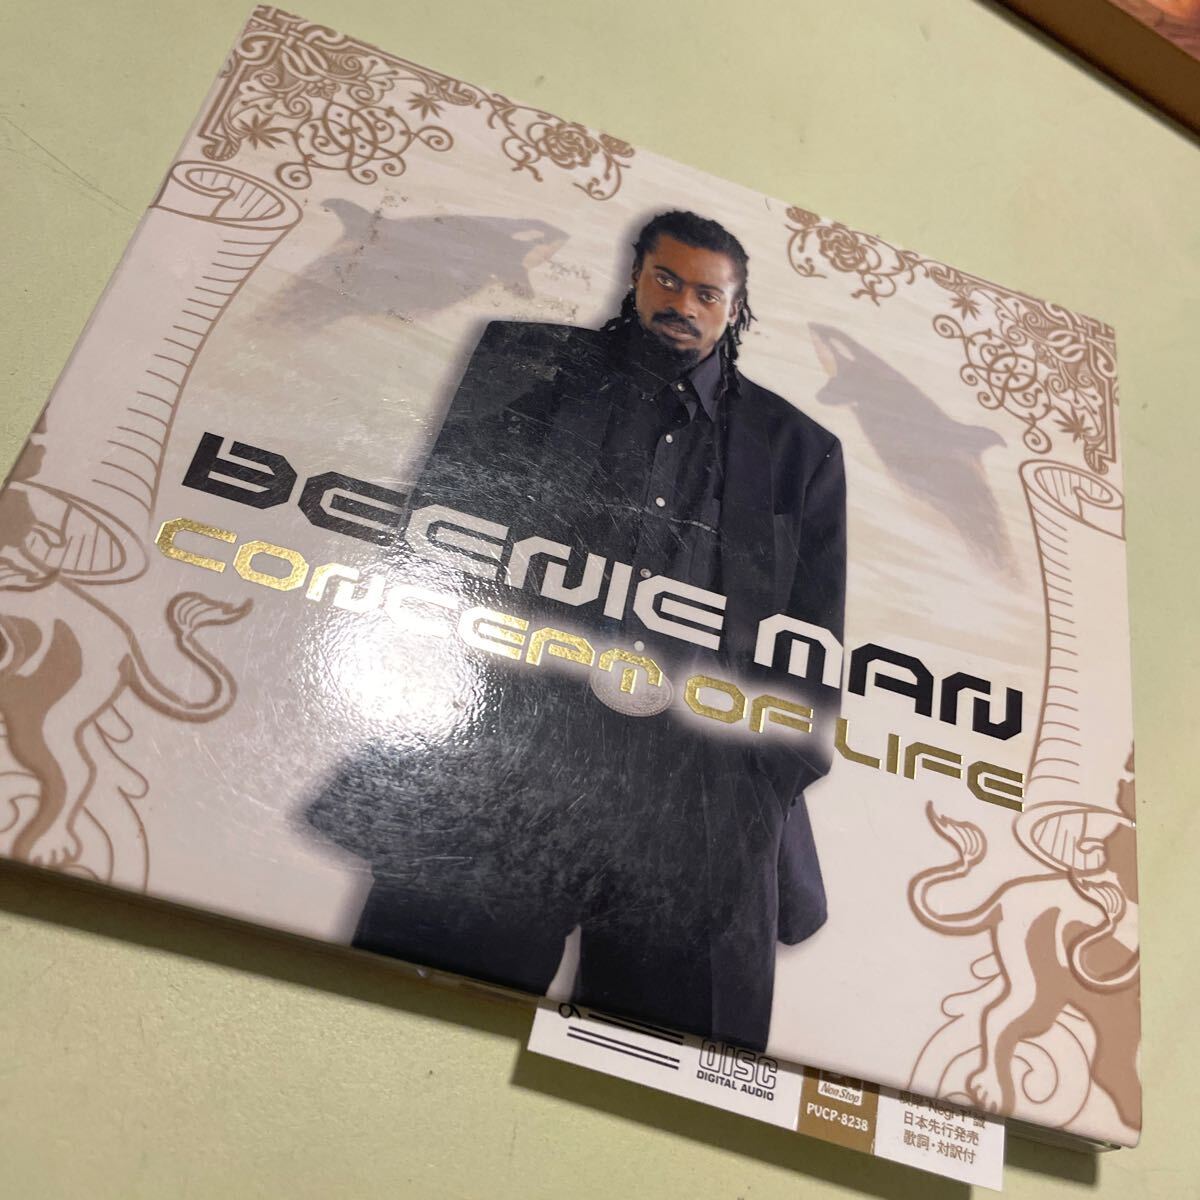 BEENIE MAN
CONCEPT OF LIFE
disc
DIGITAL AUDIO
Non Stop
PVCP-8238
日本先行発売
歌詞・対訳付